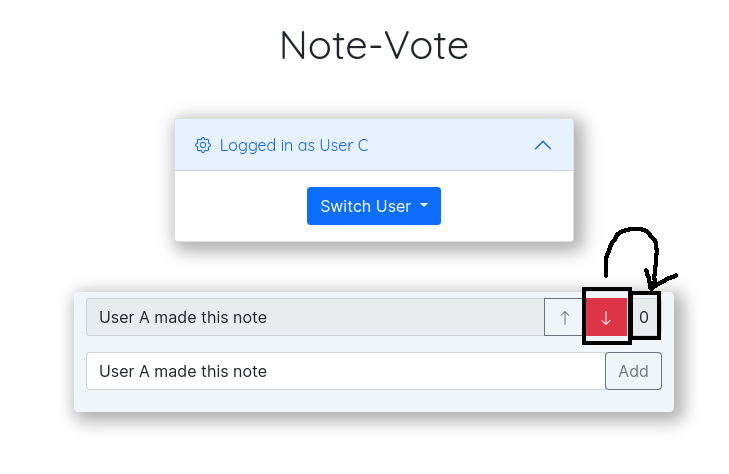 Note-Vote
Logged in as User C
Switch User
User A made this note ↑ ↓ 0
User A made this note Add